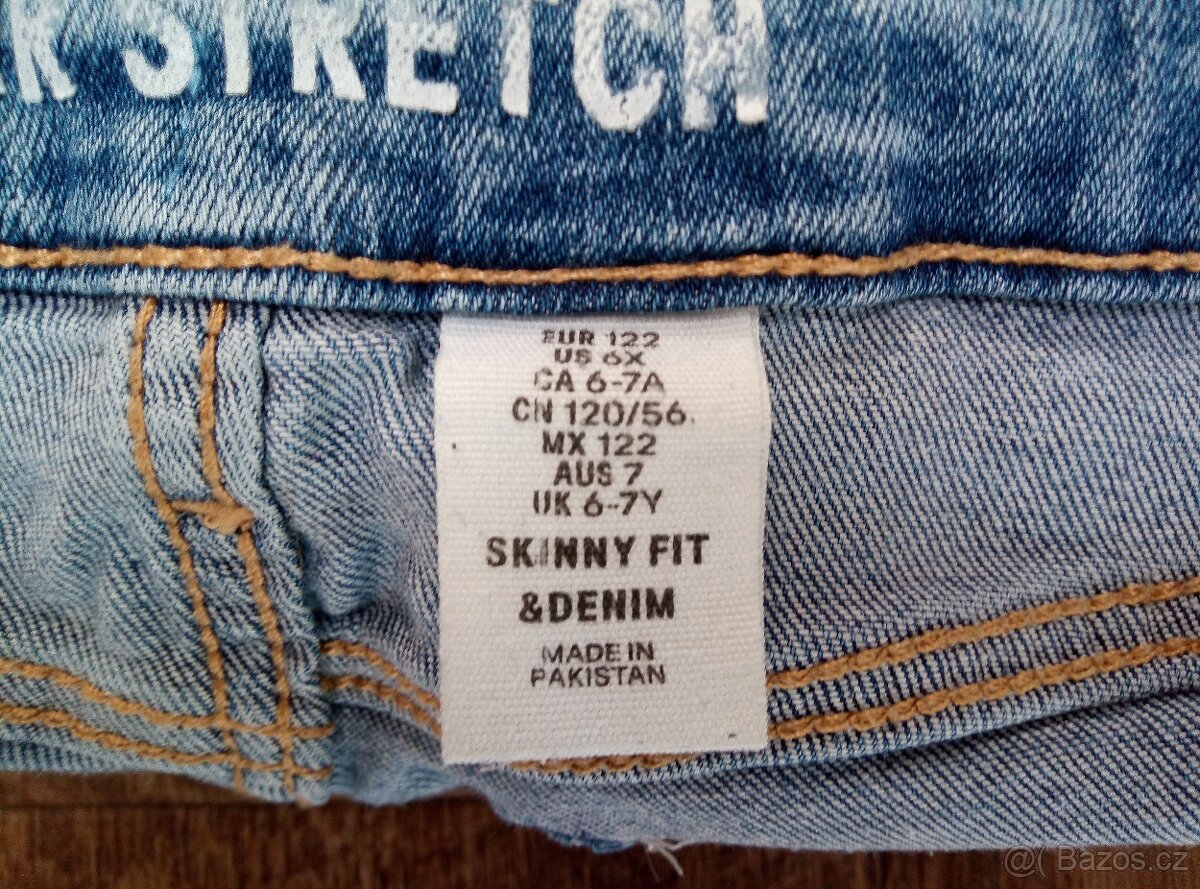 R STRETCH
EUR 122
US 6X
CA 6-7A
CN 120/56.
MX 122
AUS 7
UK 6-7Y
SKINNY FIT
&DENIM
MADE IN
PAKISTAN
@( Bazos.cz